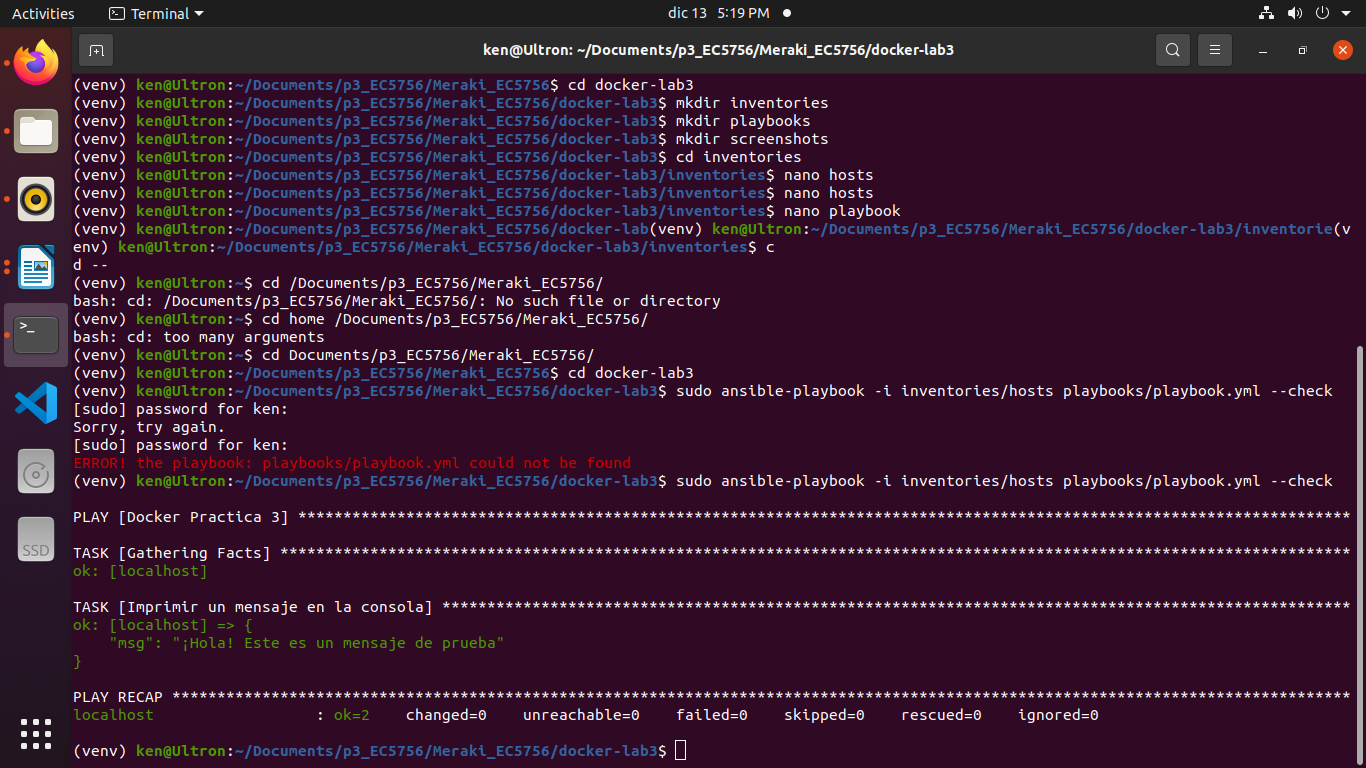 Activities
Terminal
dic 13 5:19 PM
ken@Ultron: ~/Documents/p3_EC5756/Meraki_EC5756/docker-lab3
(venv) ken@Ultron:~/Documents/p3_EC5756/Meraki_EC5756$ cd docker-lab3
(venv) ken@Ultron:~/Documents/p3_EC5756/Meraki_EC5756/docker-lab3$ mkdir inventories
(venv) ken@Ultron:~/Documents/p3_EC5756/Meraki_EC5756/docker-lab3$ mkdir playbooks
(venv) ken@Ultron:~/Documents/p3_EC5756/Meraki_EC5756/docker-lab3$ mkdir screenshots
(venv) ken@Ultron:~/Documents/p3_EC5756/Meraki_EC5756/docker-lab3$ cd inventories
(venv) ken@Ultron:~/Documents/p3_EC5756/Meraki_EC5756/docker-lab3/inventories$ nano hosts
(venv) ken@Ultron:~/Documents/p3_EC5756/Meraki_EC5756/docker-lab3/inventories$ nano hosts
(venv) ken@Ultron:~/Documents/p3_EC5756/Meraki_EC5756/docker-lab3/inventories$ nano playbook
(venv) ken@Ultron:~/Documents/p3_EC5756/Meraki_EC5756/docker-lab(venv) ken@Ultron:~/Documents/p3_EC5756/Meraki_EC5756/docker-lab3/inventorie(v
env) ken@Ultron:~/Documents/p3_EC5756/Meraki_EC5756/docker-lab3/inventories$ c
d --
(venv) ken@Ultron:~$ cd /Documents/p3_EC5756/Meraki_EC5756/
bash: cd: /Documents/p3_EC5756/Meraki_EC5756/: No such file or directory
(venv) ken@Ultron:~$ cd home /Documents/p3_EC5756/Meraki_EC5756/
bash: cd: too many arguments
(venv) ken@Ultron:~$ cd Documents/p3_EC5756/Meraki_EC5756/
(venv) ken@Ultron:~/Documents/p3_EC5756/Meraki_EC5756$ cd docker-lab3
(venv) ken@Ultron:~/Documents/p3_EC5756/Meraki_EC5756/docker-lab3$ sudo ansible-playbook -i inventories/hosts playbooks/playbook.yml --check
[sudo] password for ken:
Sorry, try again.
[sudo] password for ken:
ERROR! the playbook: playbooks/playbook.yml could not be found
(venv) ken@Ultron:~/Documents/p3_EC5756/Meraki_EC5756/docker-lab3$ sudo ansible-playbook -i inventories/hosts playbooks/playbook.yml --check
PLAY [Docker Practica 3] *********************************************************************************************************************
TASK [Gathering Facts] ***********************************************************************************************************************
ok: [localhost]
TASK [Imprimir un mensaje en la consola] *****************************************************************************************************
ok: [localhost] => {
    "msg": "¡Hola! Este es un mensaje de prueba"
}
PLAY RECAP ***********************************************************************************************************************************
localhost                  : ok=2    changed=0    unreachable=0    failed=0    skipped=0    rescued=0    ignored=0
(venv) ken@Ultron:~/Documents/p3_EC5756/Meraki_EC5756/docker-lab3$
>_
SSD